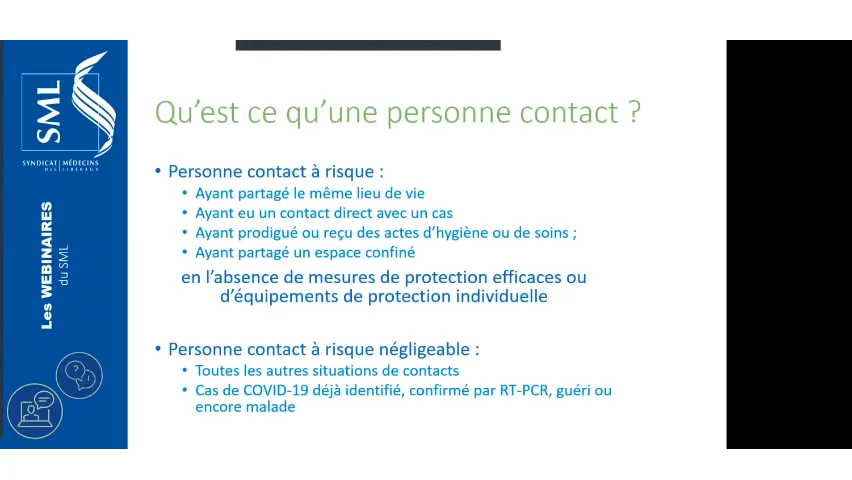 SML
SYNDICAT MÉDECINS
DES LIBÉRAUX
Les WEBINAIRES
du SML
Qu’est ce qu’une personne contact ?
• Personne contact à risque :
• Ayant partagé le même lieu de vie
• Ayant eu un contact direct avec un cas
• Ayant prodigué ou reçu des actes d’hygiène ou de soins ;
• Ayant partagé un espace confiné
en l’absence de mesures de protection efficaces ou
d’équipements de protection individuelle
• Personne contact à risque négligeable :
• Toutes les autres situations de contacts
• Cas de COVID-19 déjà identifié, confirmé par RT-PCR, guéri ou
encore malade